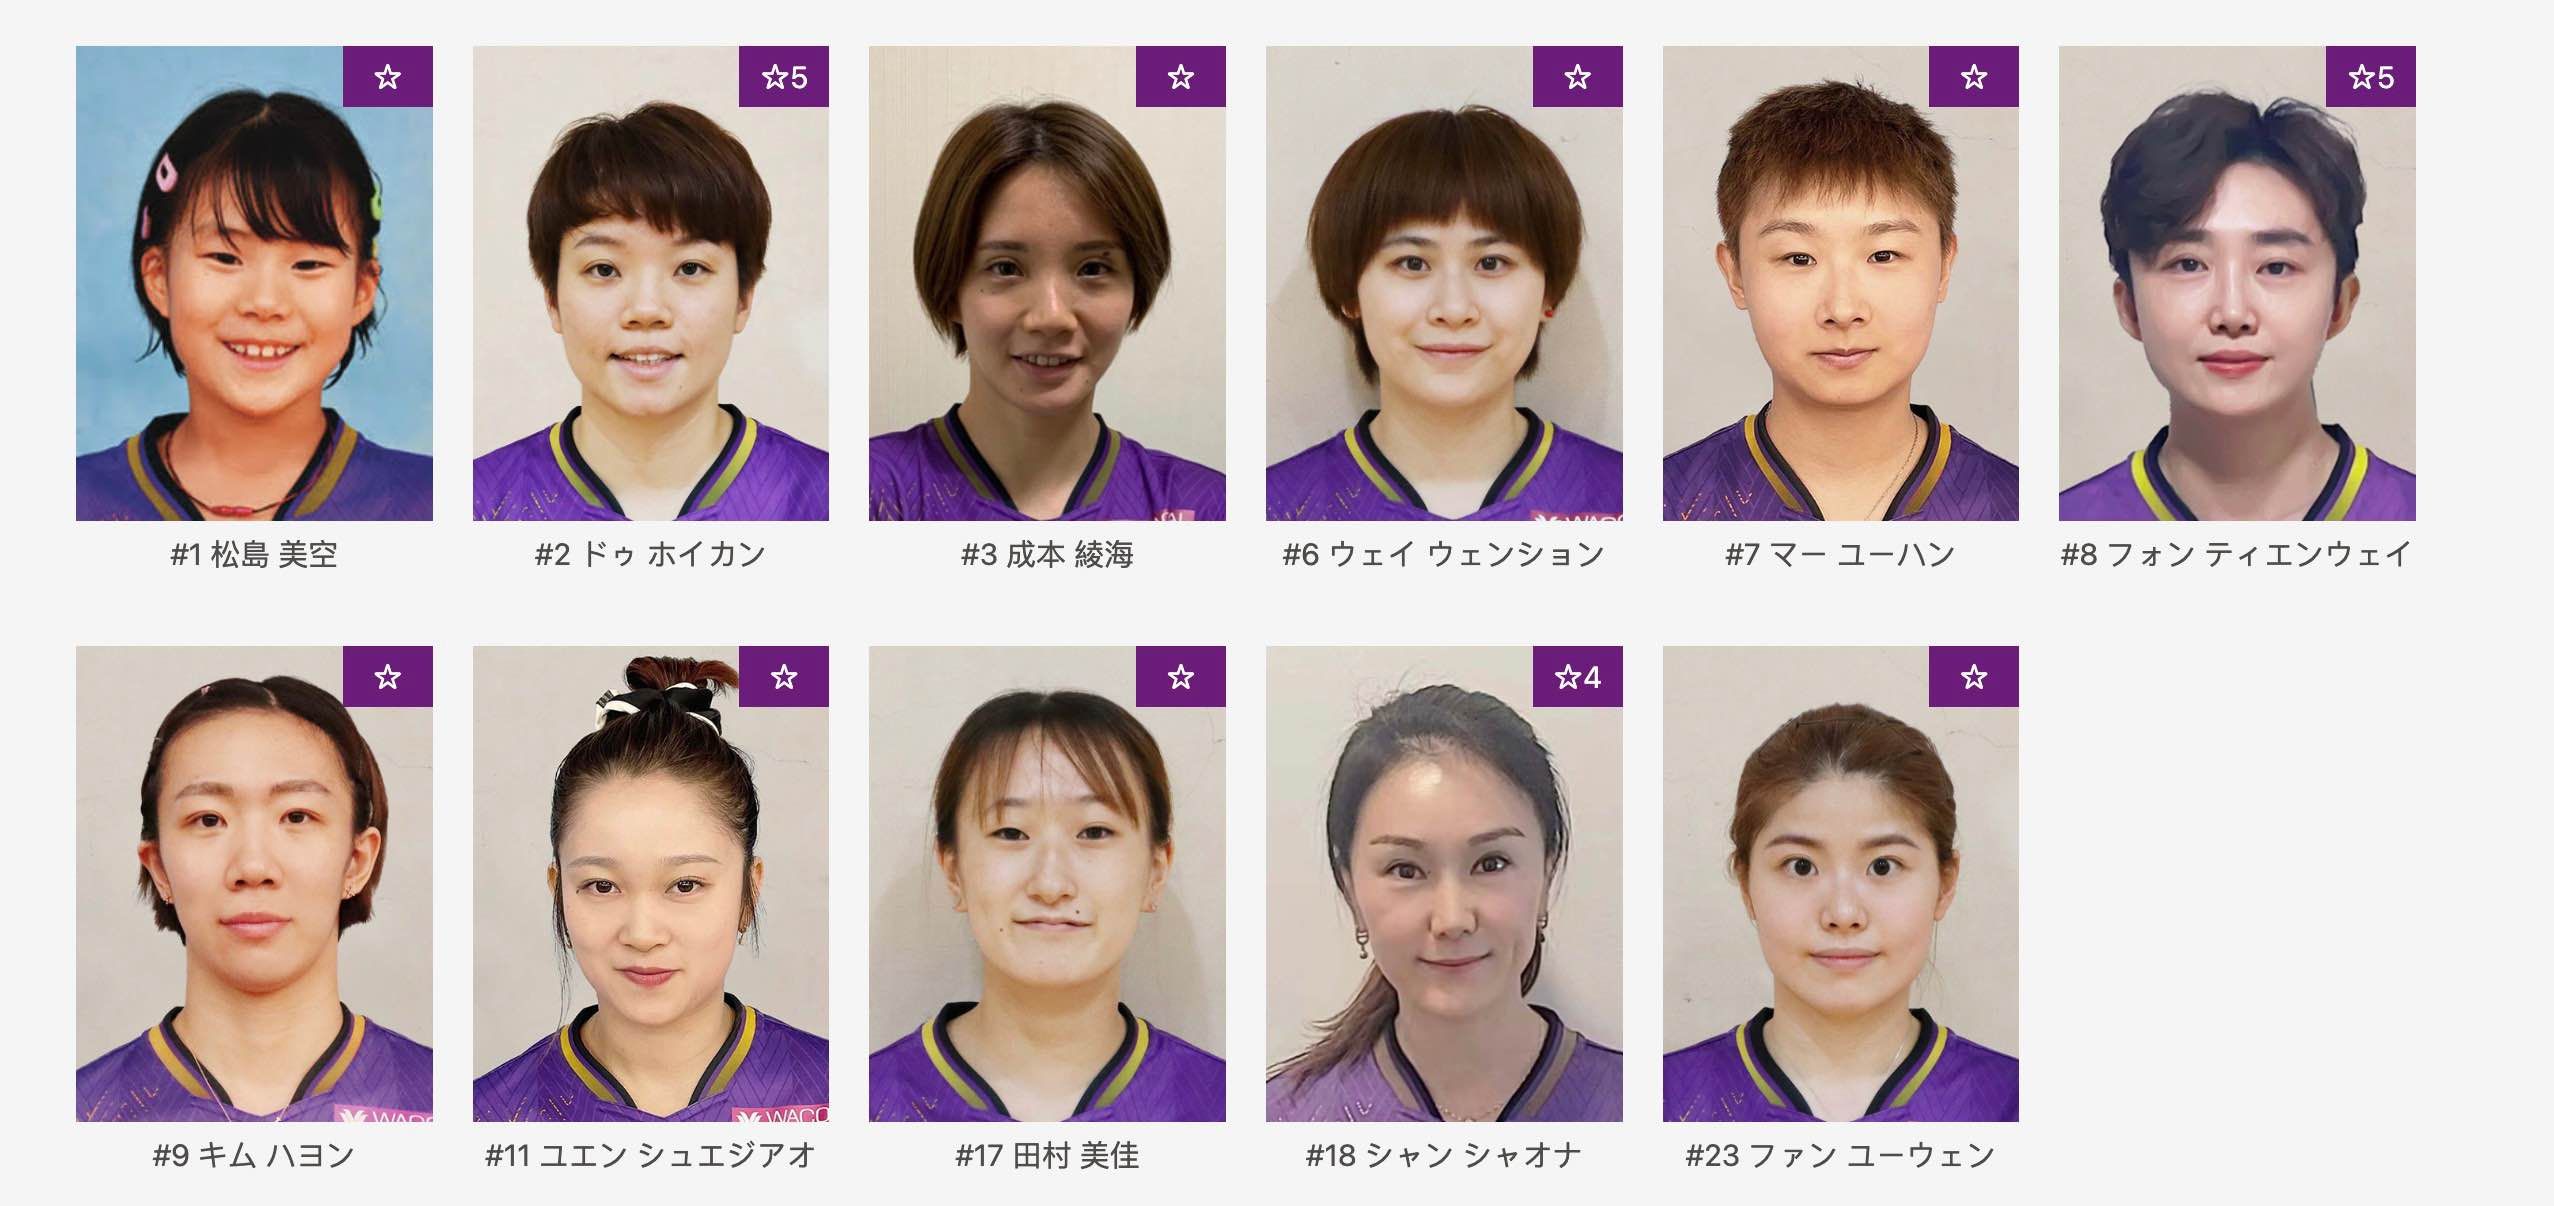 ☆
☆5
☆
☆
☆
☆5
#1 松島 美空
#2 ドゥ ホイカン
#3 成本 綾海
#6 ウェイ ウェンション
#7 マー ユーハン
#8 フォン ティエンウェイ
☆
☆
☆
☆4
☆
#9 キム ハヨン
#11 ユエン シュエジアオ
#17 田村 美佳
#18 シャン シャオナ
#23 ファン ユーウェン